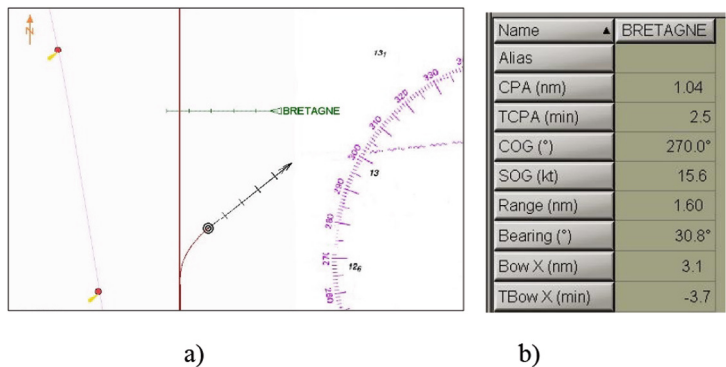 N
13₁
BRETAGNE
330
320
310
300
290
280
270
260
13
12₆
a)
Name ▲ BRETAGNE
Alias
CPA (nm) 1.04
TCPA (min) 2.5
COG (°) 270.0°
SOG (kt) 15.6
Range (nm) 1.60
Bearing (°) 30.8°
Bow X (nm) 3.1
TBow X (min) -3.7
b)